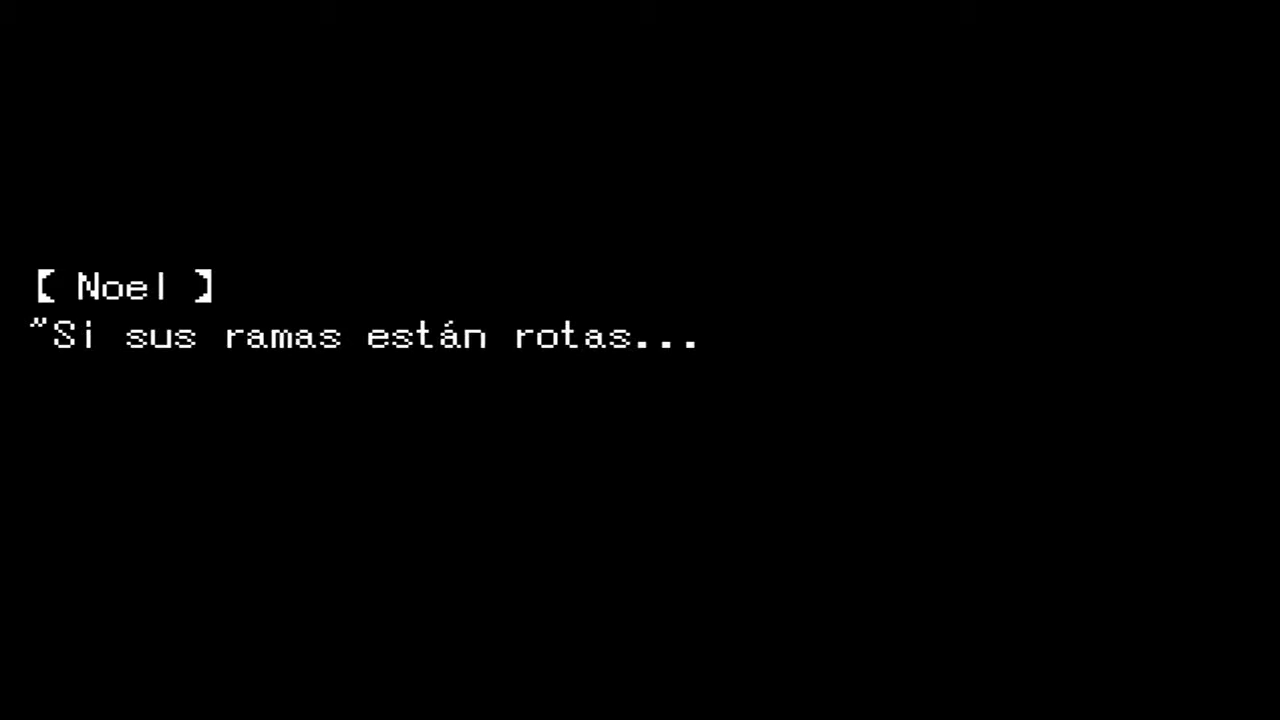 【 Noel 】
"Si sus ramas están rotas...